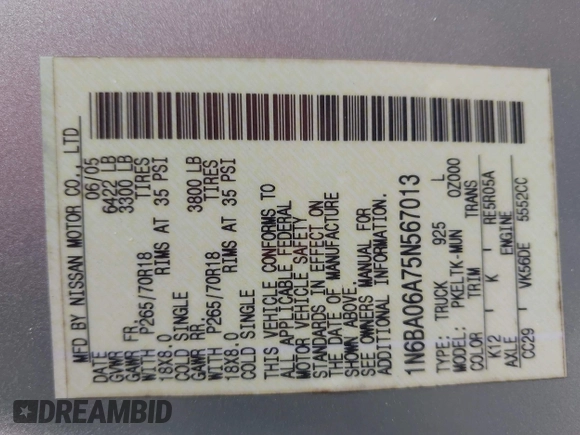 MFD BY NISSAN MOTOR CO., LTD
DATE 06/05
GVWR 6422 LB
GAWR FR. 3300 LB
WITH P265/70R18 TIRES
18X8.0 RIMS AT 35 PSI
COLD SINGLE
GAWR RR. 3800 LB
WITH P265/70R18 TIRES
18X8.0 RIMS AT 35 PSI
COLD SINGLE
THIS VEHICLE CONFORMS TO
ALL APPLICABLE FEDERAL
MOTOR VEHICLE SAFETY
STANDARDS IN EFFECT ON
THE DATE OF MANUFACTURE
SHOWN ABOVE.
SEE OWNERS MANUAL FOR
ADDITIONAL INFORMATION.
1N6BA06A75N567013
TYPE: TRUCK 925 L
MODEL: PKELTK-MUN OZ000
COLOR TRIM TRANS
K12 K RE5R05A
AXLE ENGINE
CC29 VK56DE 5552CC
DREAMBID